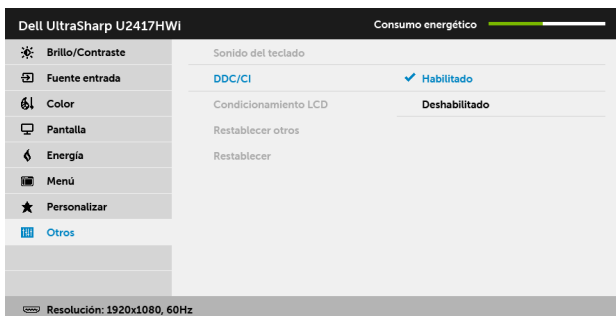 Dell UltraSharp U2417HWi
Consumo energético
Brillo/Contraste
Fuente entrada
Color
Pantalla
Energía
Menú
Personalizar
Otros
Sonido del teclado
DDC/CI
Condicionamiento LCD
Restablecer otros
Restablecer
Habilitado
Deshabilitado
Resolución: 1920x1080, 60Hz